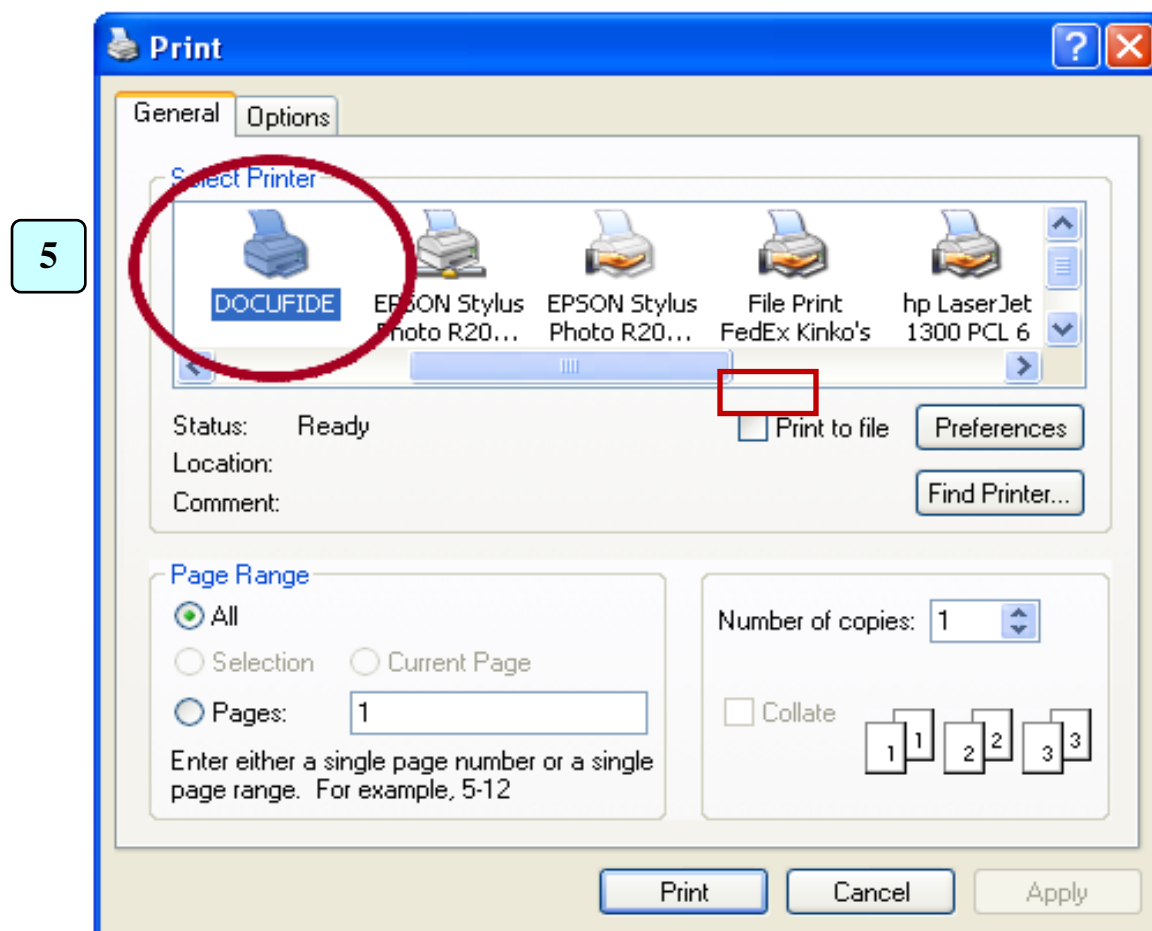 Print
?
General Options
5
Select Printer
DOCUFIDE
EPSON Stylus
Photo R20...
EPSON Stylus
Photo R20...
File Print
FedEx Kinko's
hp LaserJet
1300 PCL 6
Status: Ready
Print to file
Preferences
Location:
Comment:
Find Printer...
Page Range
All
Selection Current Page
Pages: 1
Enter either a single page number or a single
page range. For example, 5-12
Number of copies: 1
Collate
1 1 2 2 3 3
Print Cancel Apply